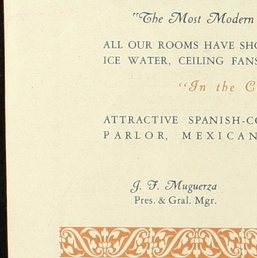 "The Most Modern
ALL OUR ROOMS HAVE
ICE WATER, CEILING FANS
"In the
ATTRACTIVE SPANISH-
PARLOR, MEXICAN
J. F. Muguerza
Pres. & Gral. Mgr.